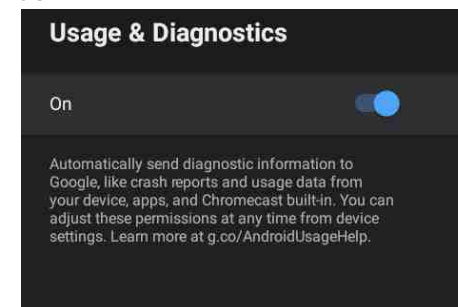 Usage & Diagnostics
On
Automatically send diagnostic information to
Google, like crash reports and usage data from
your device, apps, and Chromecast built-in. You can
adjust these permissions at any time from device
settings. Learn more at g.co/AndroidUsageHelp.